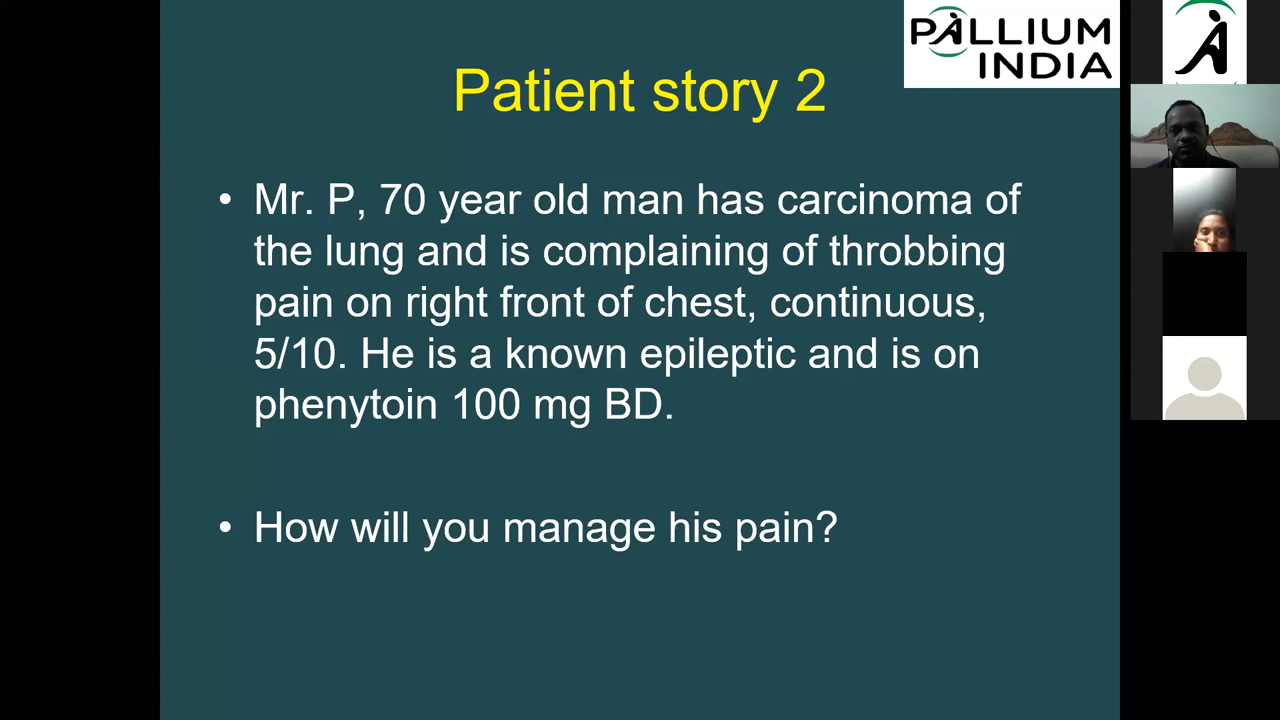 PALLIUM
INDIA
Patient story 2
• Mr. P, 70 year old man has carcinoma of
the lung and is complaining of throbbing
pain on right front of chest, continuous,
5/10. He is a known epileptic and is on
phenytoin 100 mg BD.
• How will you manage his pain?